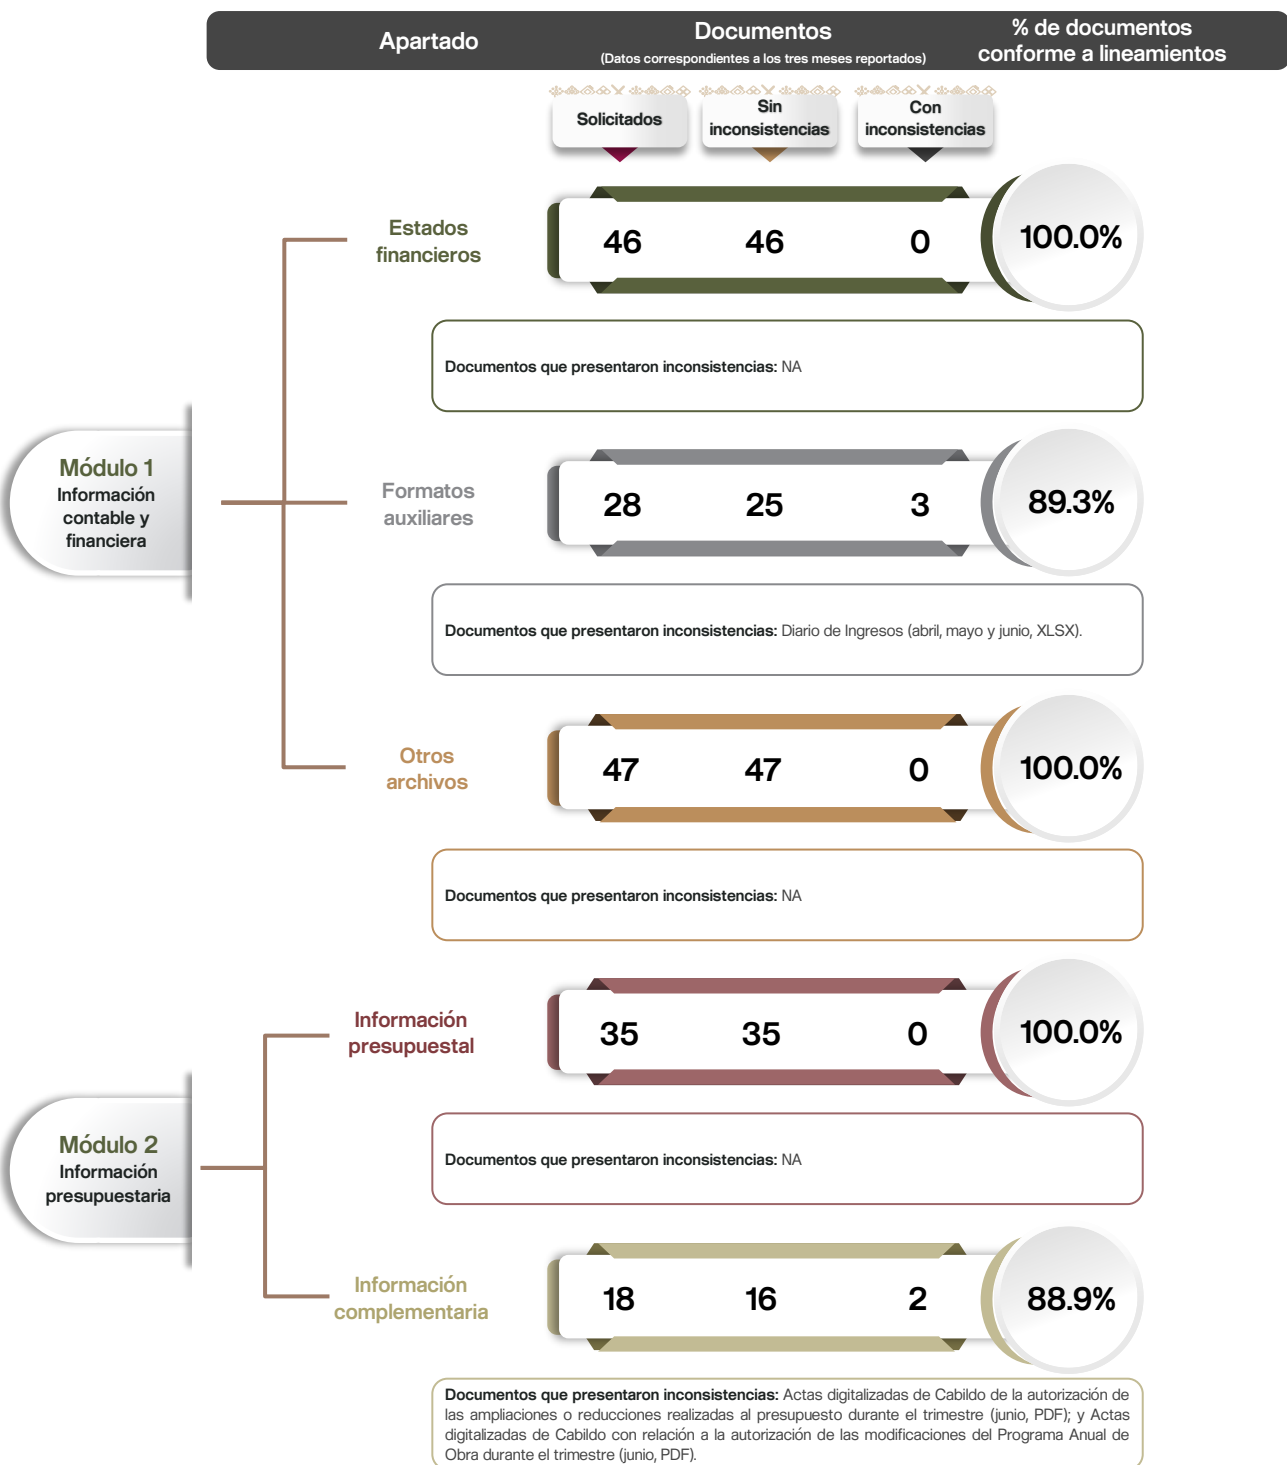 Apartado
Documentos
(Datos correspondientes a los tres meses reportados)
% de documentos
conforme a lineamientos
Solicitados
Sin
inconsistencias
Con
inconsistencias
Módulo 1
Información
contable y
financiera
Estados
financieros
46 46 0 100.0%
Documentos que presentaron inconsistencias: NA
Formatos
auxiliares
28 25 3 89.3%
Documentos que presentaron inconsistencias: Diario de Ingresos (abril, mayo y junio, XLSX).
Otros
archivos
47 47 0 100.0%
Documentos que presentaron inconsistencias: NA
Módulo 2
Información
presupuestaria
Información
presupuestal
35 35 0 100.0%
Documentos que presentaron inconsistencias: NA
Información
complementaria
18 16 2 88.9%
Documentos que presentaron inconsistencias: Actas digitalizadas de Cabildo de la autorización de
las ampliaciones o reducciones realizadas al presupuesto durante el trimestre (junio, PDF); y Actas
digitalizadas de Cabildo con relación a la autorización de las modificaciones del Programa Anual de
Obra durante el trimestre (junio, PDF).